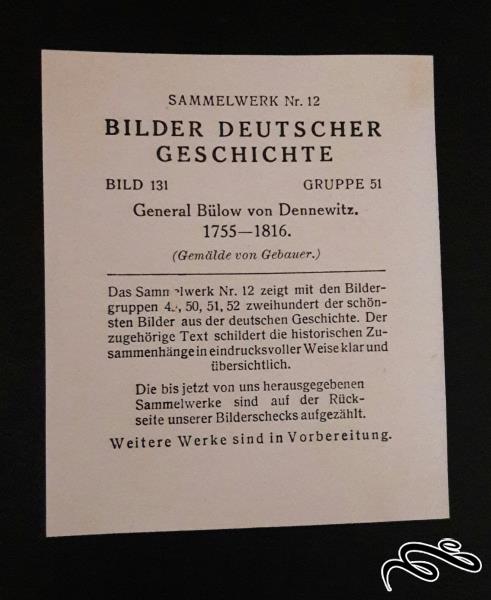 SAMMELWERK Nr. 12
BILDER DEUTSCHER
GESCHICHTE
BILD 131 GRUPPE 51
General Bülow von Dennewitz.
1755—1816.
(Gemälde von Gebauer.)
Das Samn elwerk Nr. 12 zeigt mit den Bilder-
gruppen 4 , 50, 51, 52 zweihundert der schön-
sten Bilder aus der deutschen Geschichte. Der
zugehörige Text schildert die historischen Zu-
sammenhänge in eindrucksvoller Weise klar und
übersichtlich.
Die bis jetzt von uns herausgegebenen
Sammelwerke sind auf der Rück-
seite unserer Bilderschecks aufgezählt.
Weitere Werke sind in Vorbereitung.